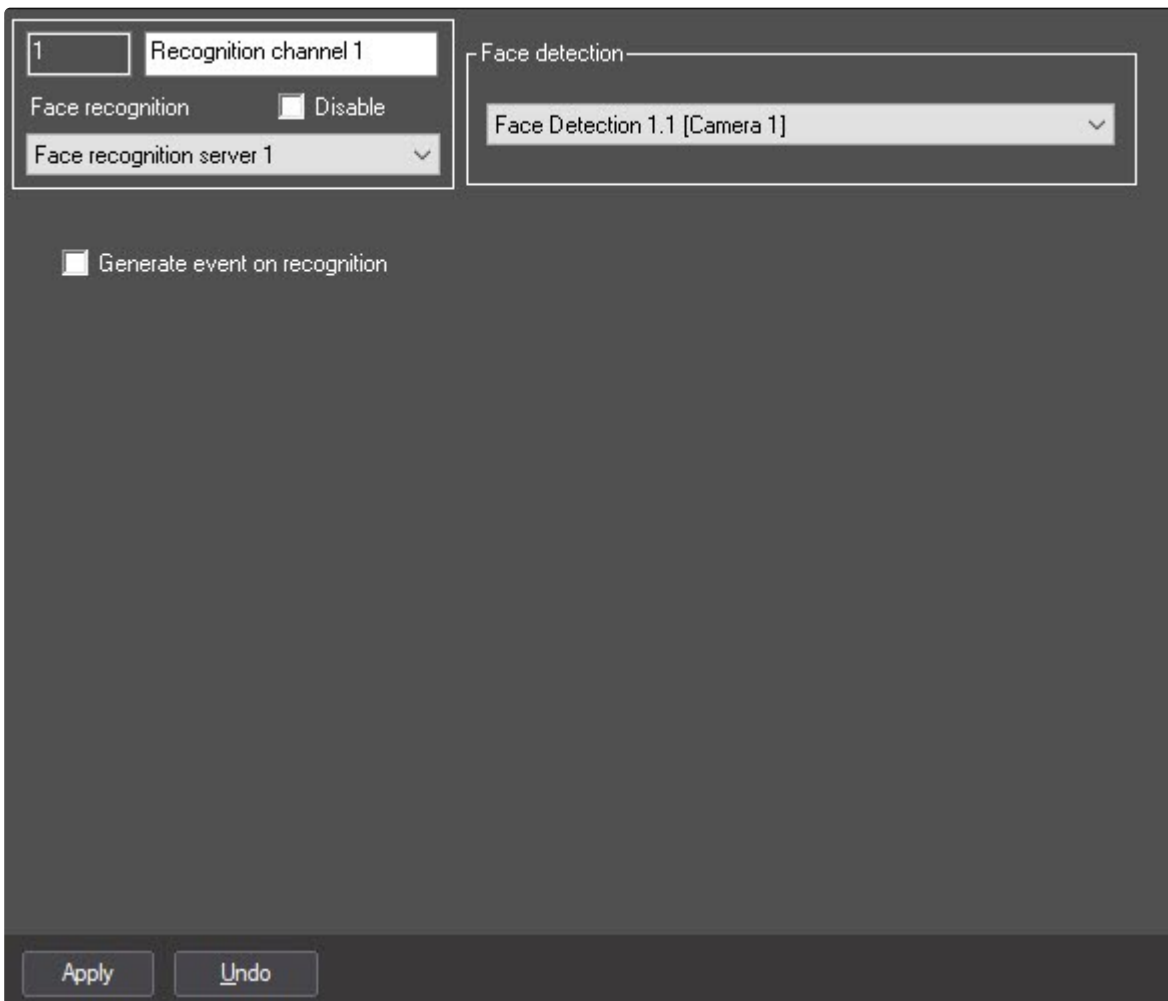 1
Recognition channel 1
Face recognition
Disable
Face recognition server 1
Face detection
Face Detection 1.1 [Camera 1]
Generate event on recognition
Apply
Undo